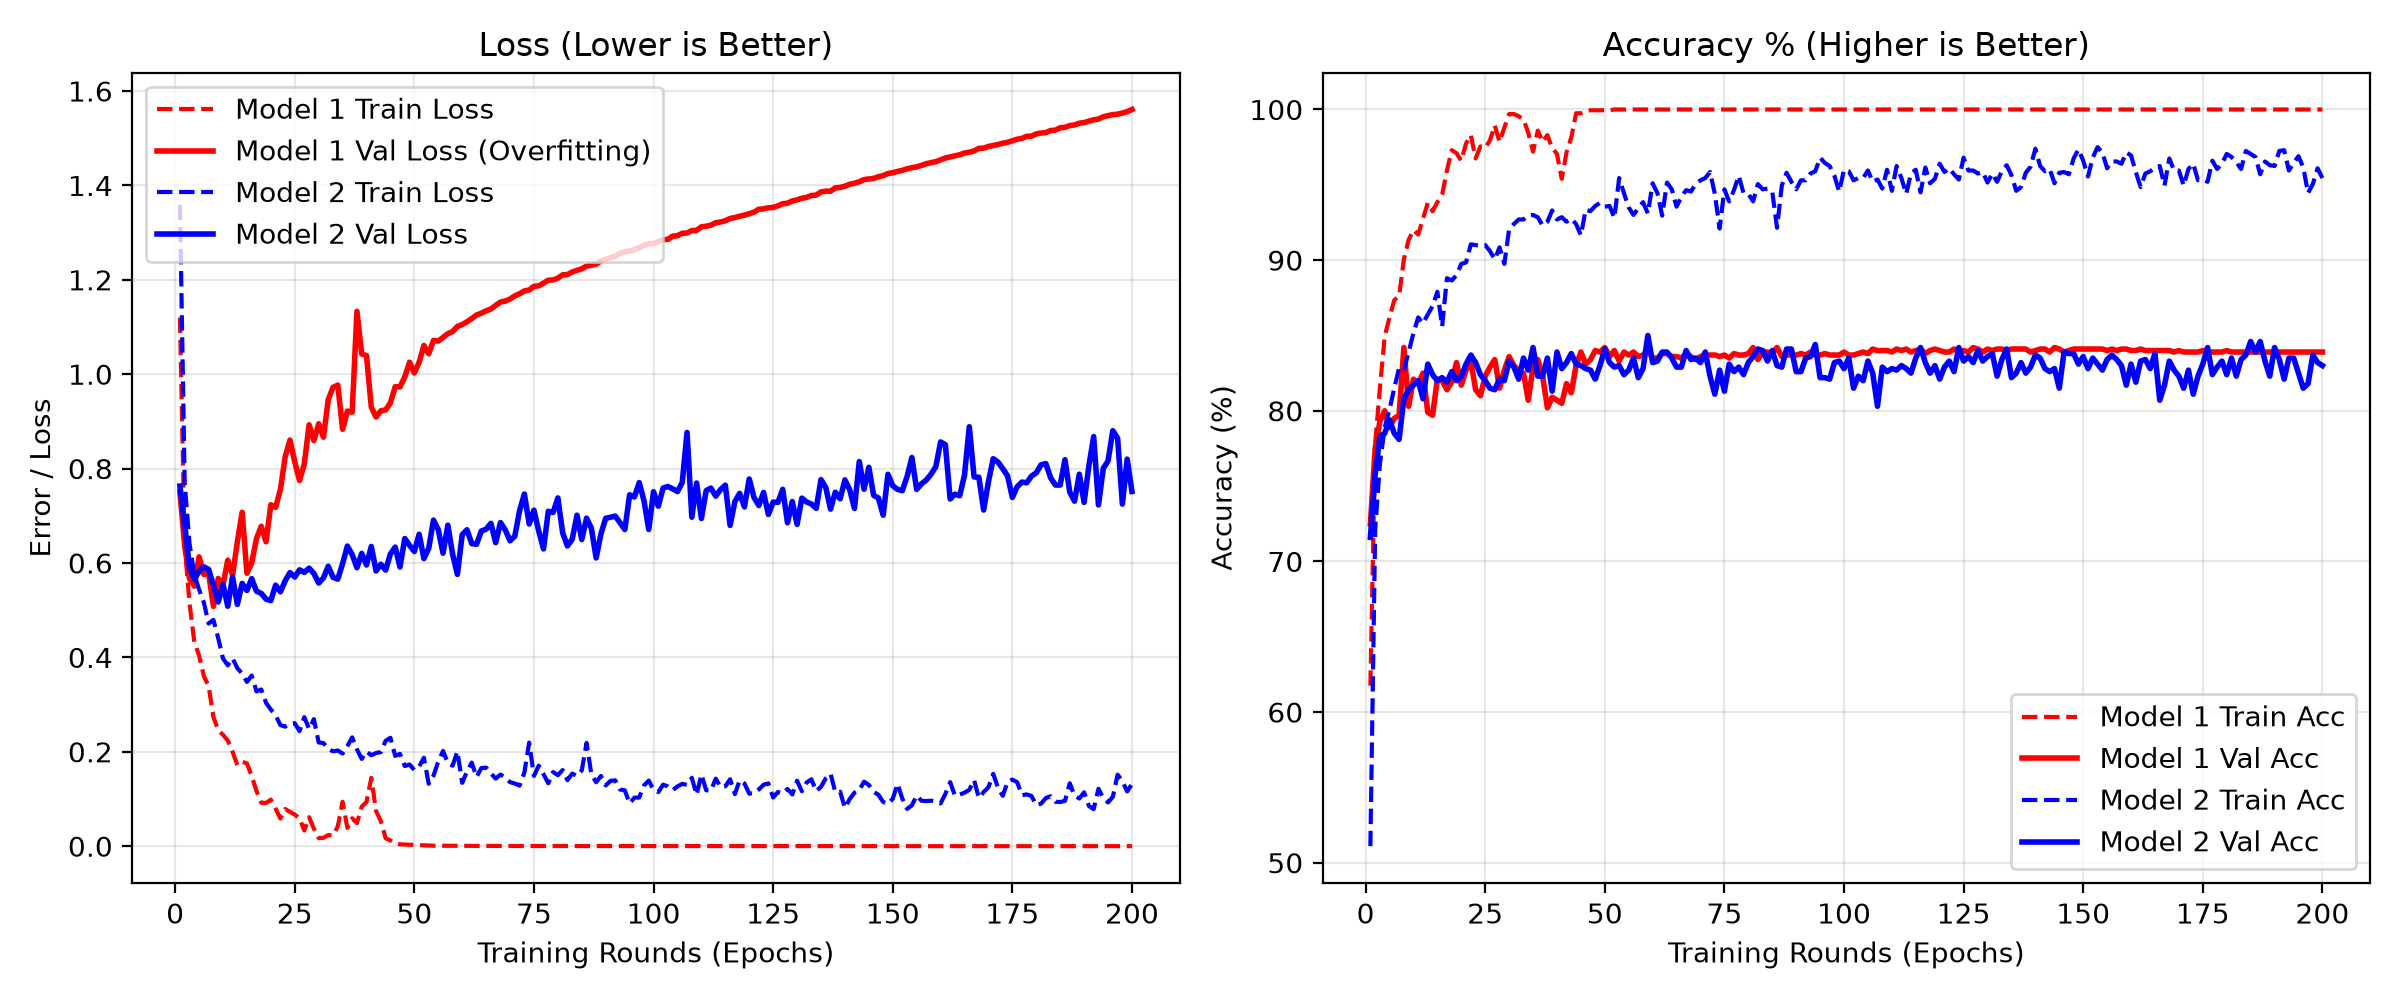 Loss (Lower is Better)
1.6
1.4
1.2
1.0
0.8
0.6
0.4
0.2
0.0
Error / Loss
Model 1 Train Loss
Model 1 Val Loss (Overfitting)
Model 2 Train Loss
Model 2 Val Loss
0 25 50 75 100 125 150 175 200
Training Rounds (Epochs)
Accuracy % (Higher is Better)
100
90
80
70
60
50
Accuracy (%)
Model 1 Train Acc
Model 1 Val Acc
Model 2 Train Acc
Model 2 Val Acc
0 25 50 75 100 125 150 175 200
Training Rounds (Epochs)